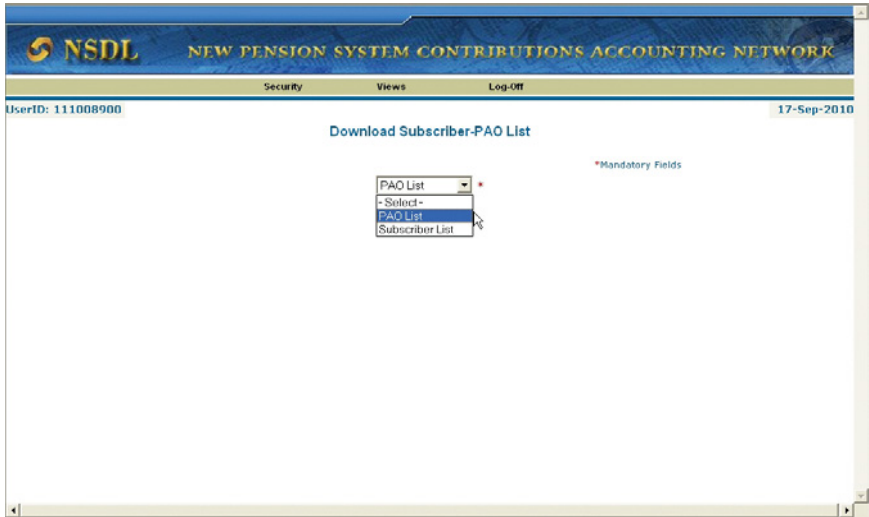 NSDL NEW PENSION SYSTEM CONTRIBUTIONS ACCOUNTING NETWORK
Security Views Log-Off
UserID: 111008900 17-Sep-2010
Download Subscriber-PAO List
*Mandatory Fields
PAO List *
- Select -
PAO List
Subscriber List